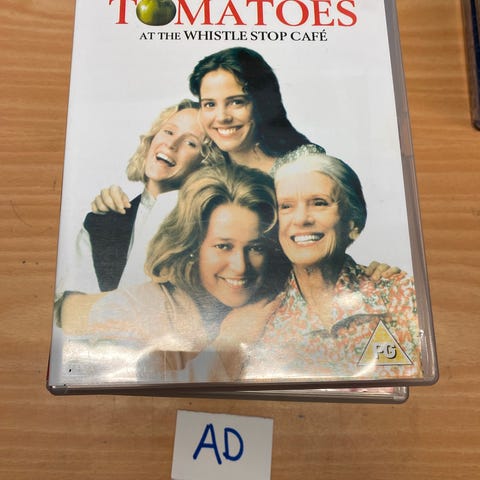 TOMATOES
AT THE WHISTLE STOP CAFÉ
PG
AD